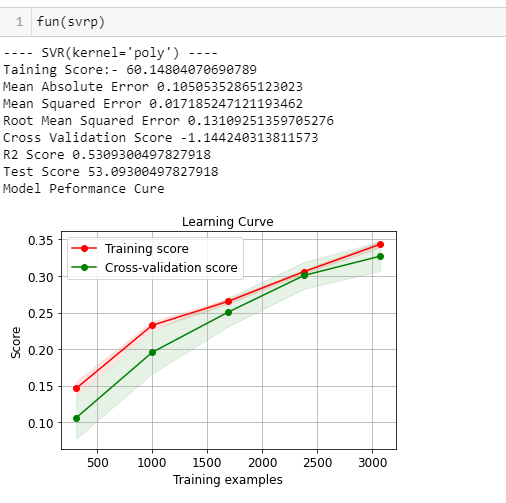 1 fun(svrp)
---- SVR(kernel='poly') ----
Taining Score:- 60.14804070690789
Mean Absolute Error 0.10505352865123023
Mean Squared Error 0.017185247121193462
Root Mean Squared Error 0.13109251359705276
Cross Validation Score -1.144240313811573
R2 Score 0.5309300497827918
Test Score 53.09300497827918
Model Peformance Cure
Learning Curve
Training score
Cross-validation score
Score
0.35
0.30
0.25
0.20
0.15
0.10
500 1000 1500 2000 2500 3000
Training examples